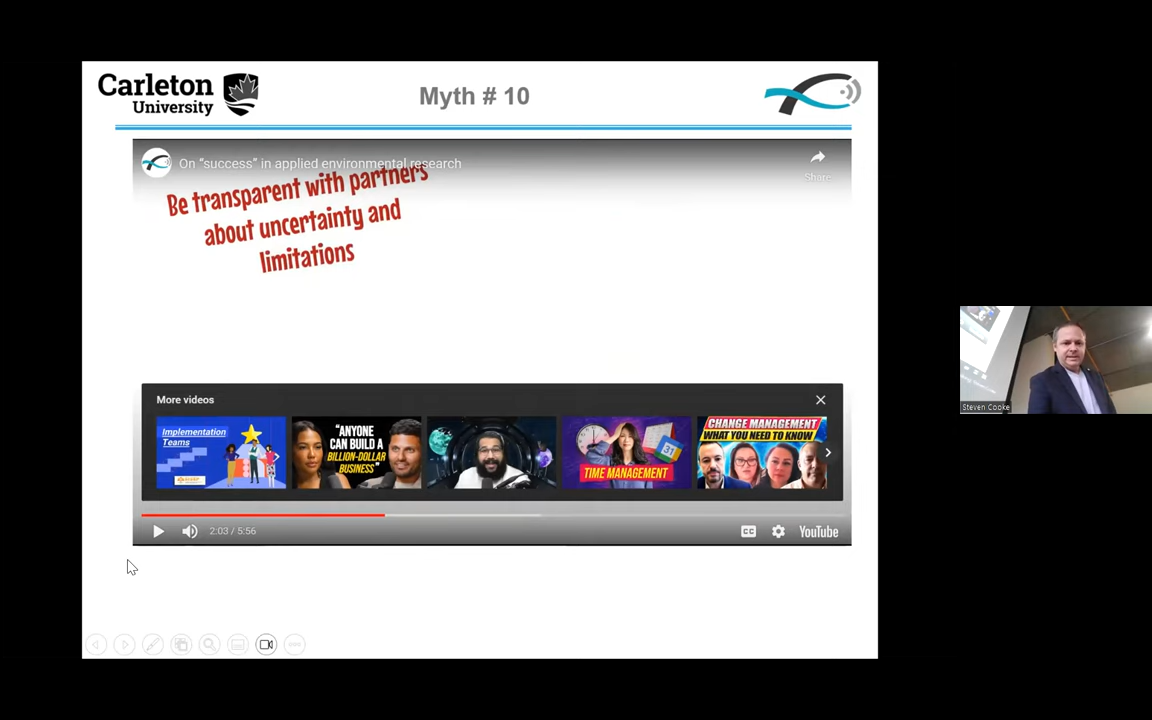 Carleton
University
Myth # 10
On “success” in applied environmental research
Share
Be transparent with partners
about uncertainty and
limitations
More videos
Implementation
Teams
"ANYONE
CAN BUILD A
BILLION-DOLLAR
BUSINESS"
31
TIME MANAGEMENT
CHANGE MANAGEMENT
WHAT YOU NEED TO KNOW
2:03 / 5:56
CC
YouTube
Steven Cooke